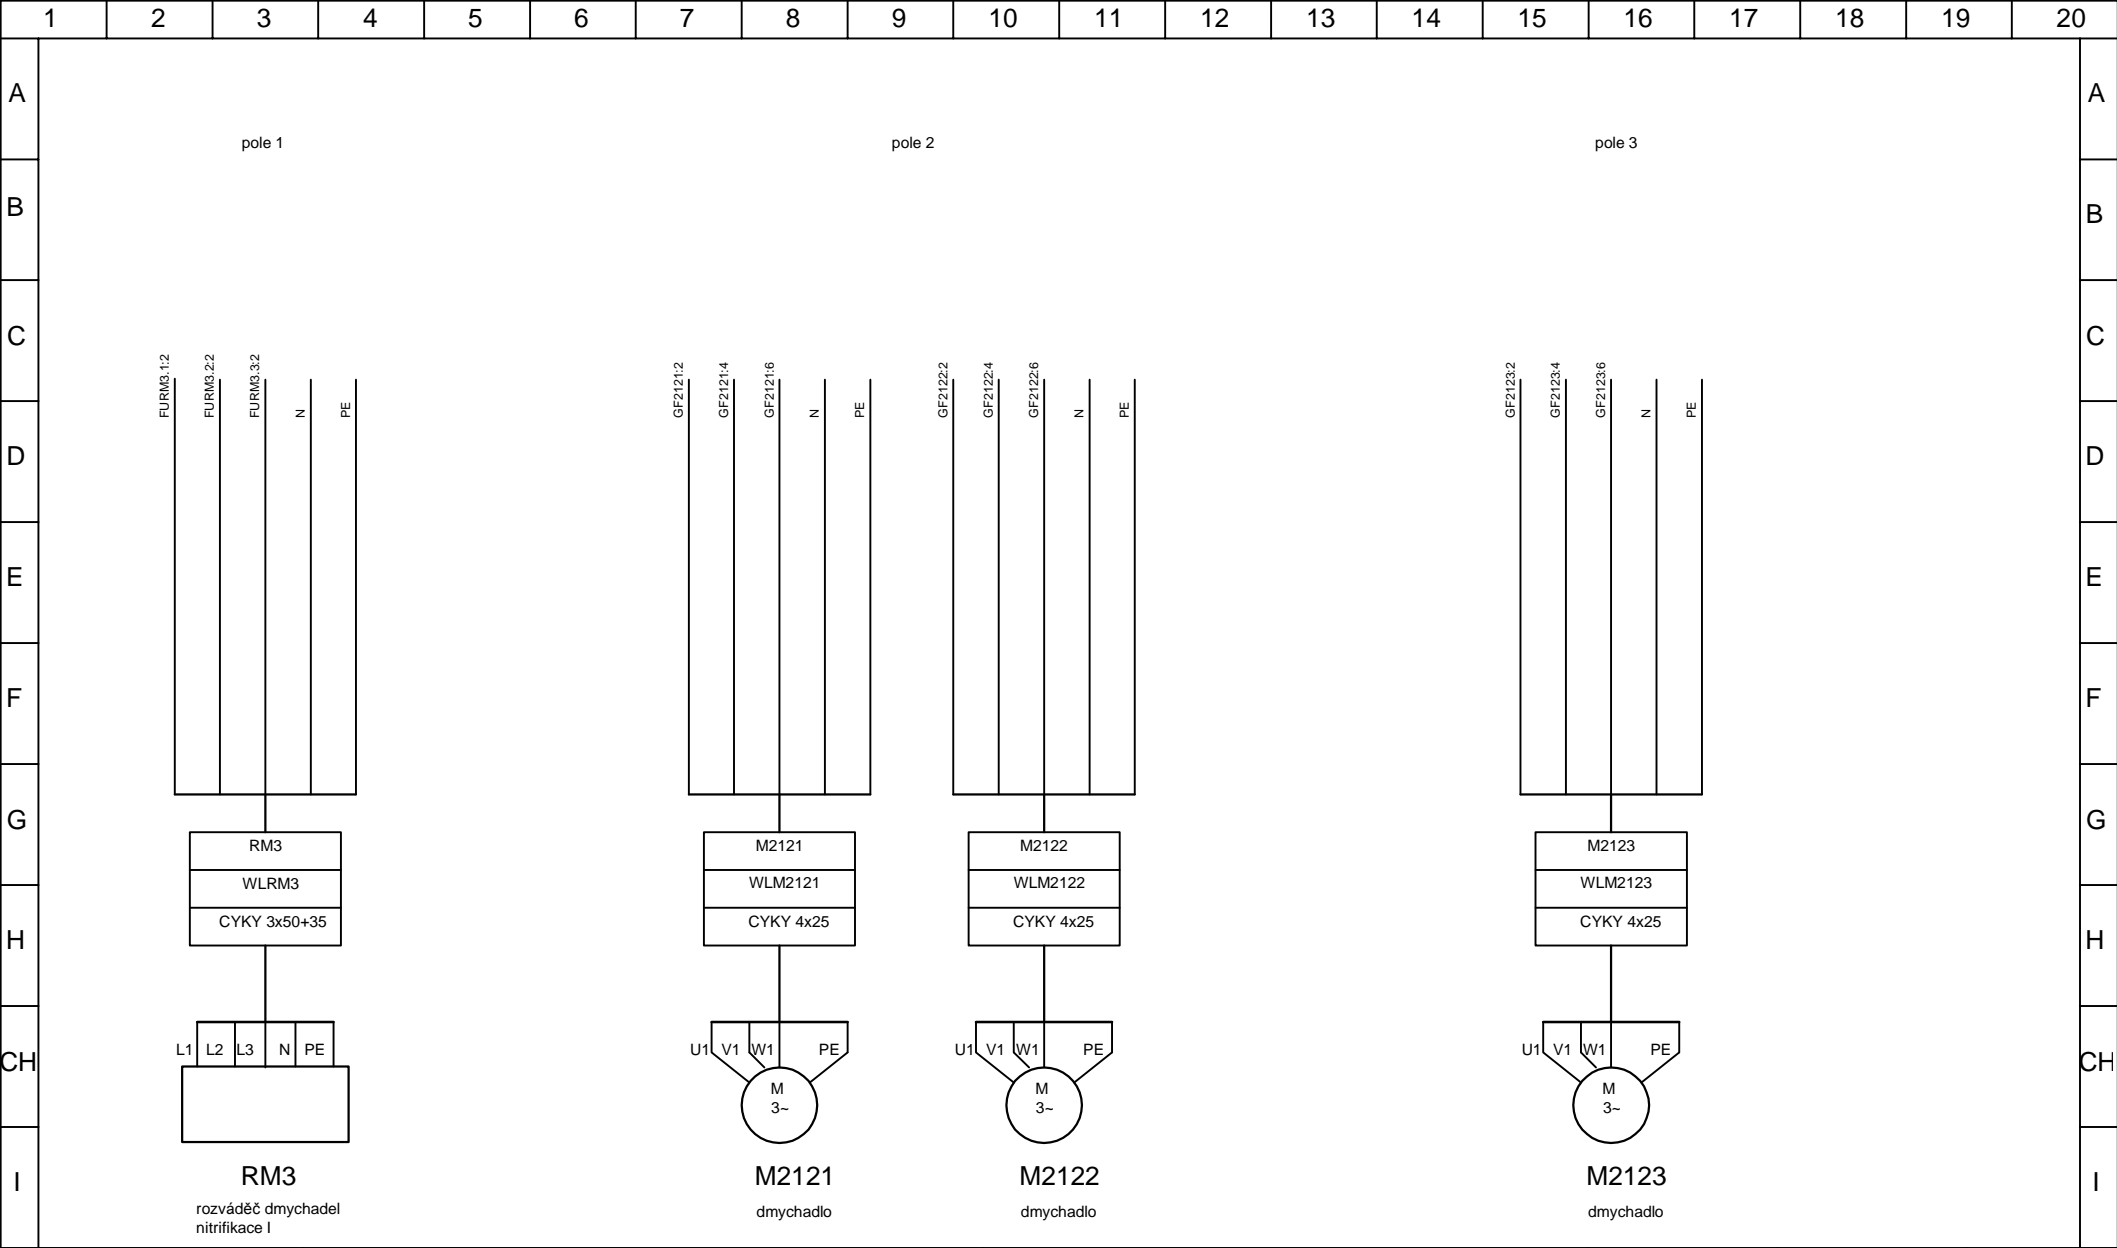 1 2 3 4 5 6 7 8 9 10 11 12 13 14 15 16 17 18 19 20
A A
pole 1 pole 2 pole 3
B B
C C
FURM3.1:2 FURM3.2:2 FURM3.3:2 N PE GF2121:2 GF2121:4 GF2121:6 N PE GF2122:2 GF2122:4 GF2122:6 N PE GF2123:2 GF2123:4 GF2123:6 N PE
D D
E E
F F
G G
RM3 M2121 M2122 M2123
WLRM3 WLM2121 WLM2122 WLM2123
CYKY 3x50+35 CYKY 4x25 CYKY 4x25 CYKY 4x25
H H
L1 L2 L3 N PE U1 V1 W1 PE U1 V1 W1 PE U1 V1 W1 PE
CH CH
M M M
3~ 3~ 3~
I I
RM3 M2121 M2122 M2123
rozváděč dmychadel dmychadlo dmychadlo dmychadlo
nitrifikace I